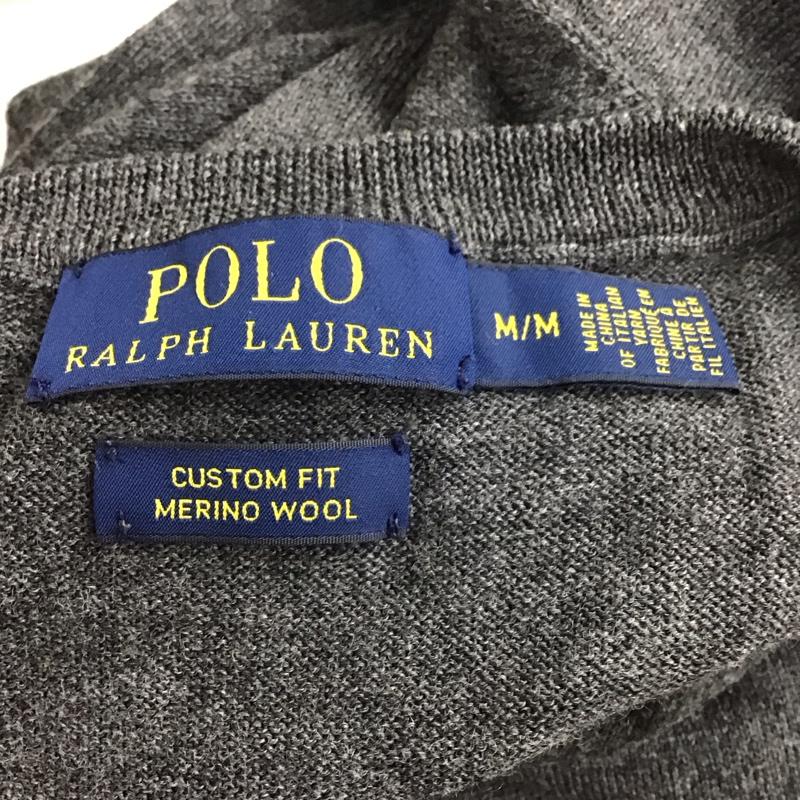 POLO
RALPH LAUREN
M/M
MADE IN
CHINA
OF ITALIAN
YARN
FABRIQUÉ EN
CHINE À
PARTIR DE
FIL ITALIEN
CUSTOM FIT
MERINO WOOL